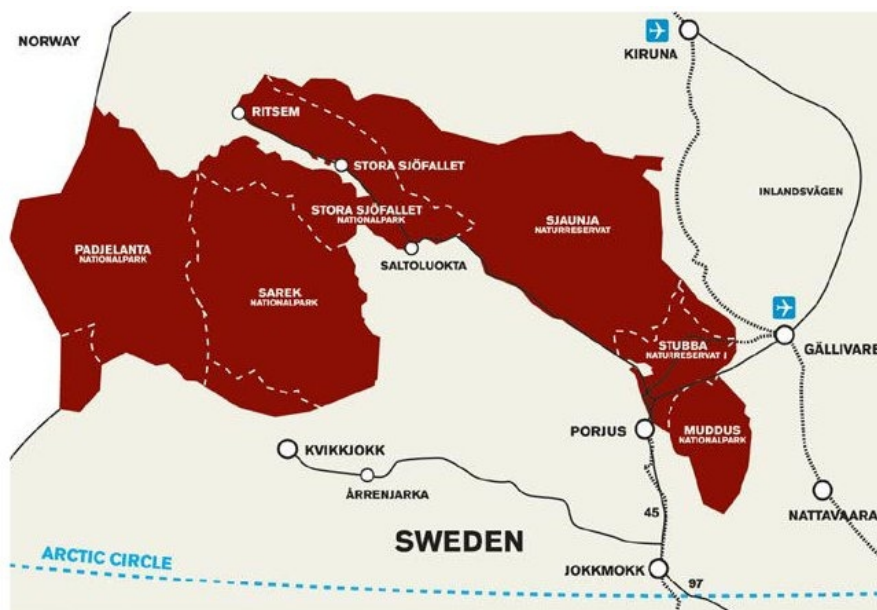 NORWAY
KIRUNA
RITSEM
STORA SJÖFALLET
INLANDSVÄGEN
STORA SJÖFALLET
NATIONALPARK
SJAUNJA
NATURRESERVAT
PADJELANTA
NATIONALPARK
SALTOLUOKTA
SAREK
NATIONALPARK
STUBBA
NATURRESERVAT
GÄLLIVARE
PORJUS
MUDDUS
NATIONALPARK
KVIKKJOKK
ÅRRENJARKA
NATTAVAARA
45
SWEDEN
ARCTIC CIRCLE
JOKKMOKK
97